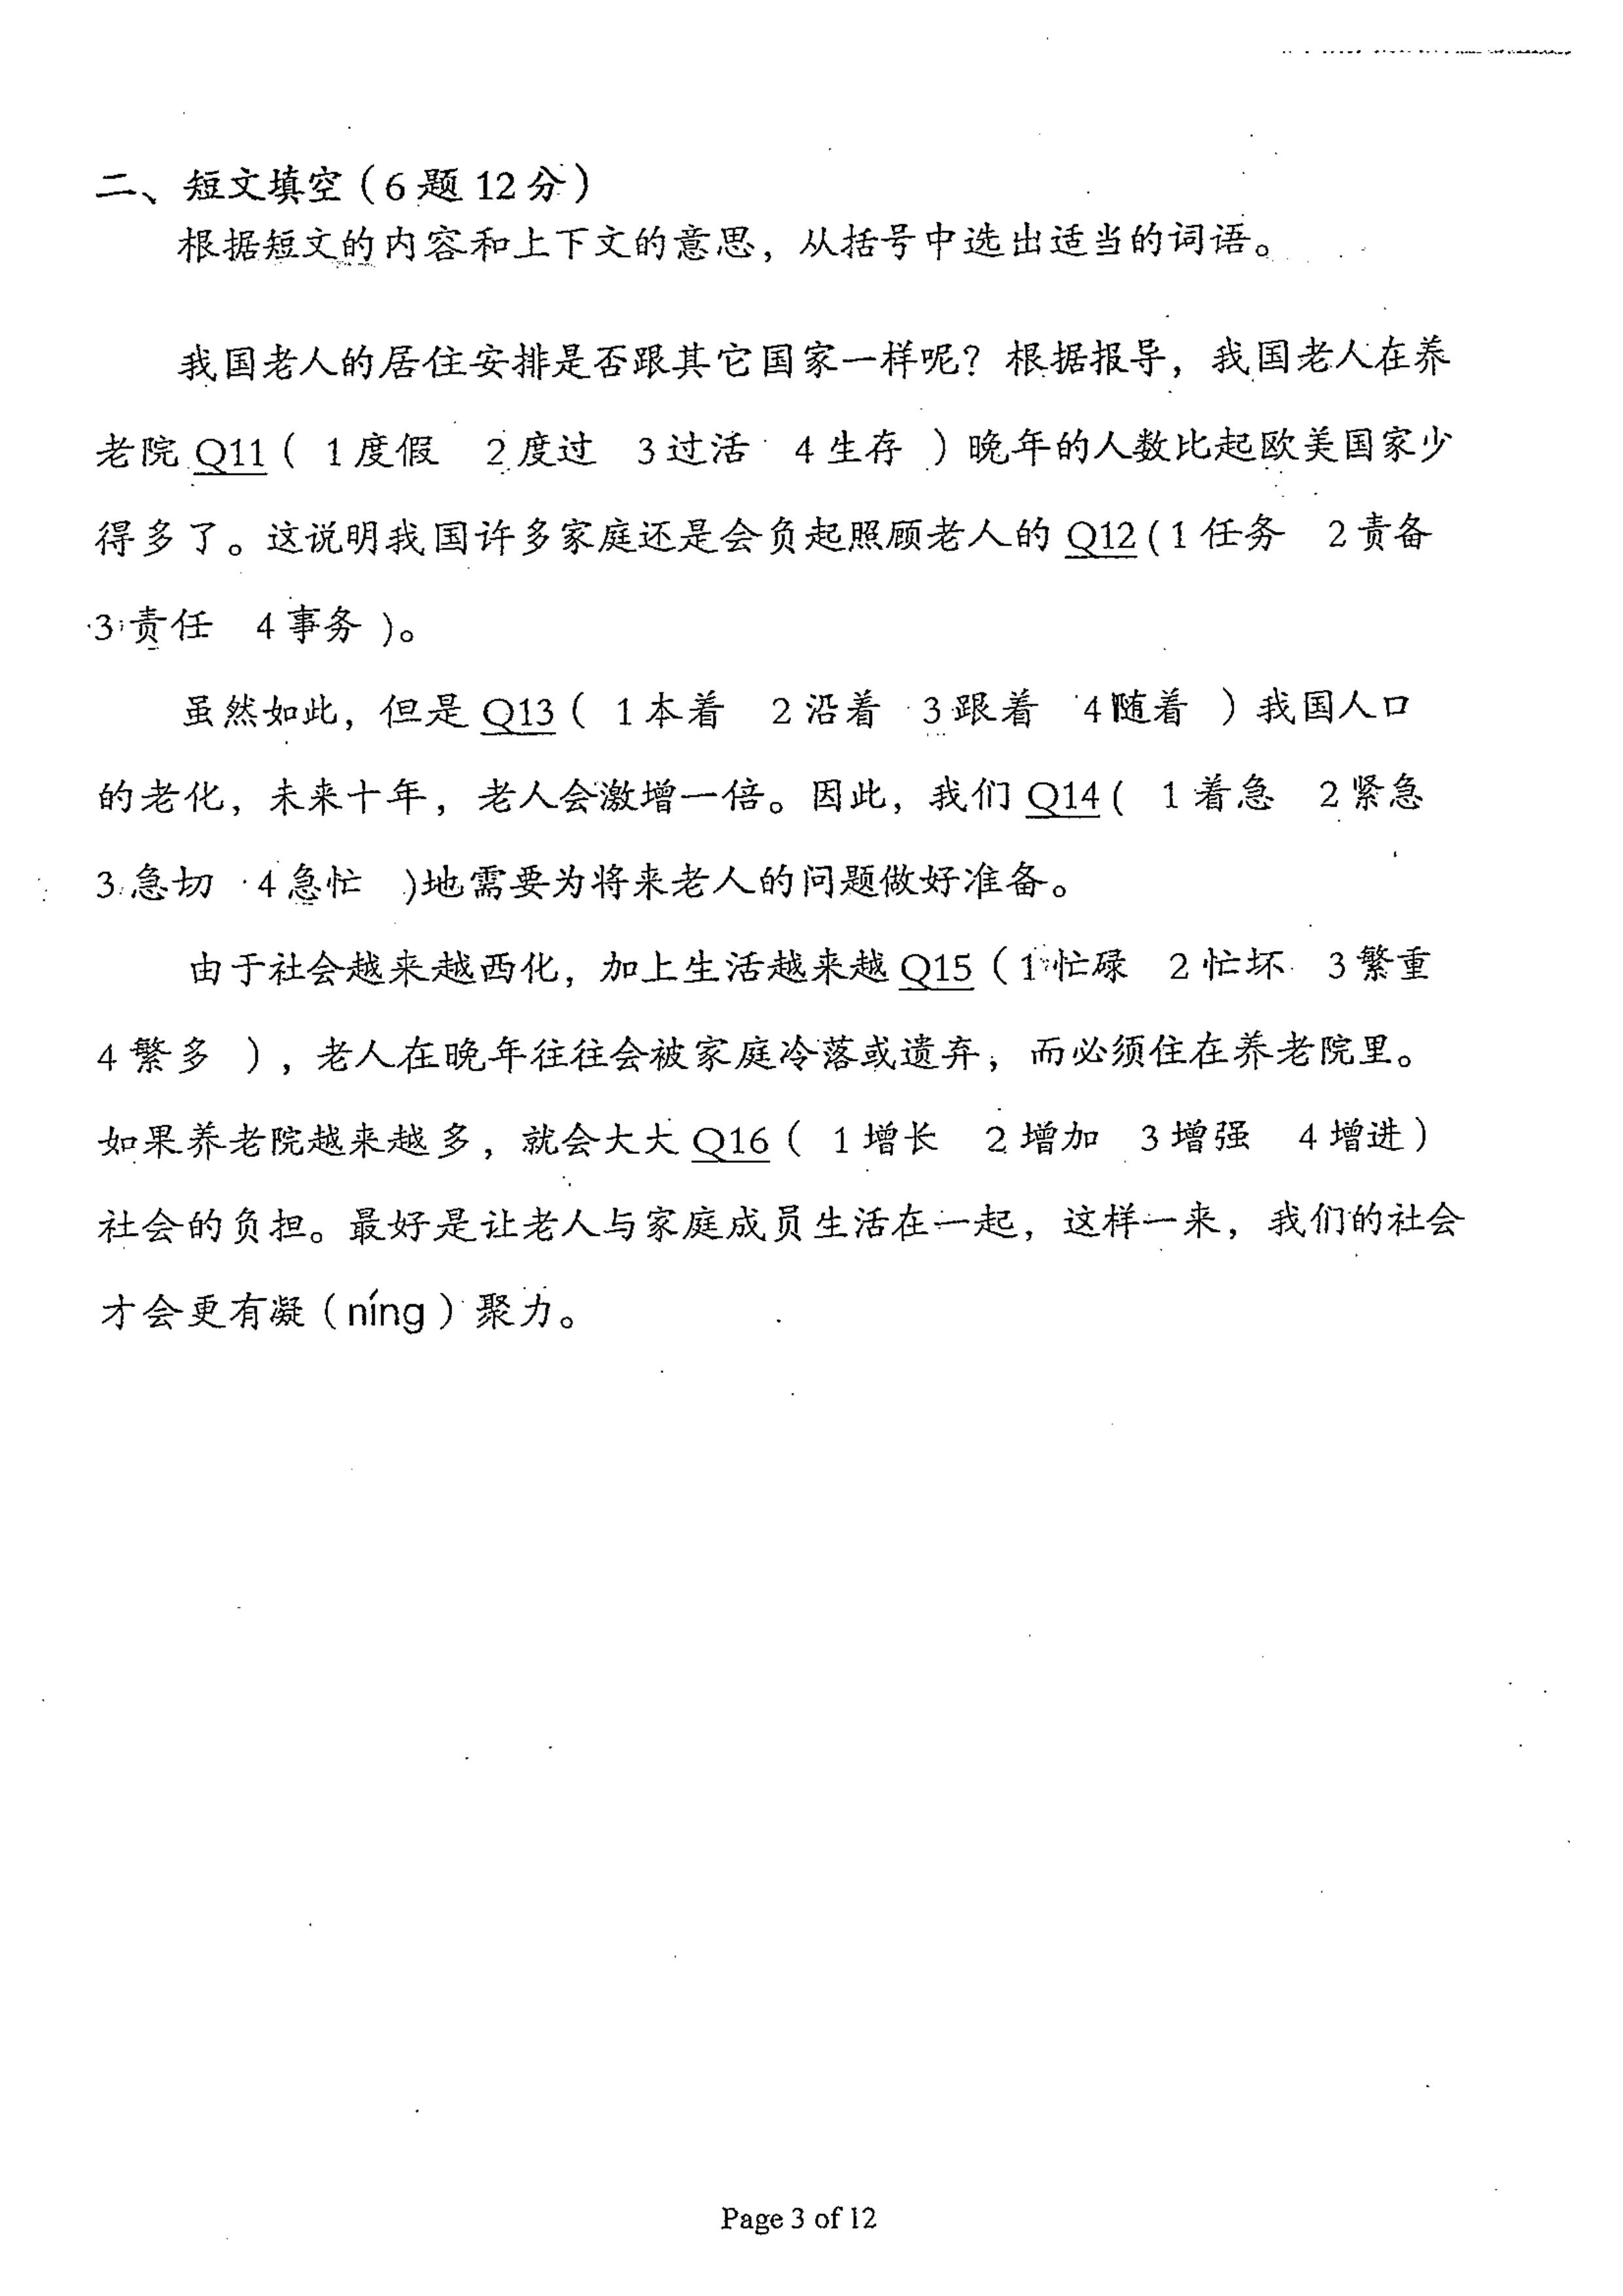 二、短文填空（6题12分）
根据短文的内容和上下文的意思，从括号中选出适当的词语。
我国老人的居住安排是否跟其它国家一样呢？根据报导，我国老人在养
老院 Q11（ 1度假 2度过 3过活 4生存 ）晚年的人数比起欧美国家少
得多了。这说明我国许多家庭还是会负起照顾老人的 Q12（1任务 2责备
3责任 4事务 ）。
虽然如此，但是 Q13（ 1本着 2沿着 3跟着 4随着 ）我国人口
的老化，未来十年，老人会激增一倍。因此，我们 Q14（ 1着急 2紧急
3急切 4急忙 ）地需要为将来老人的问题做好准备。
由于社会越来越西化，加上生活越来越 Q15（1忙碌 2忙坏 3繁重
4繁多 ），老人在晚年往往会被家庭冷落或遗弃，而必须住在养老院里。
如果养老院越来越多，就会大大 Q16（ 1增长 2增加 3增强 4增进）
社会的负担。最好是让老人与家庭成员生活在一起，这样一来，我们的社会
才会更有凝（níng）聚力。
Page 3 of 12